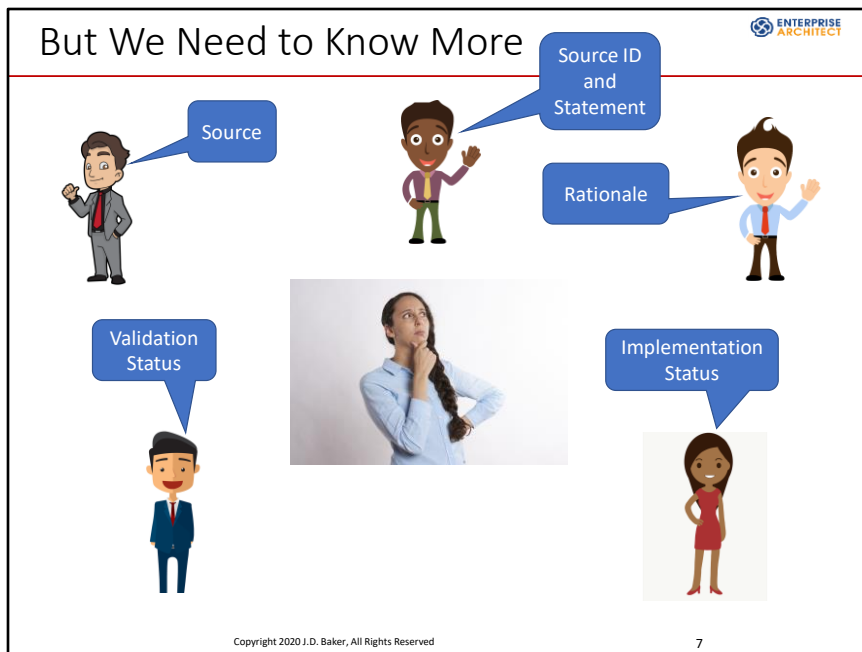 But We Need to Know More
ENTERPRISE
ARCHITECT
Source ID
and
Statement
Source
Rationale
Validation
Status
Implementation
Status
Copyright 2020 J.D. Baker, All Rights Reserved
7